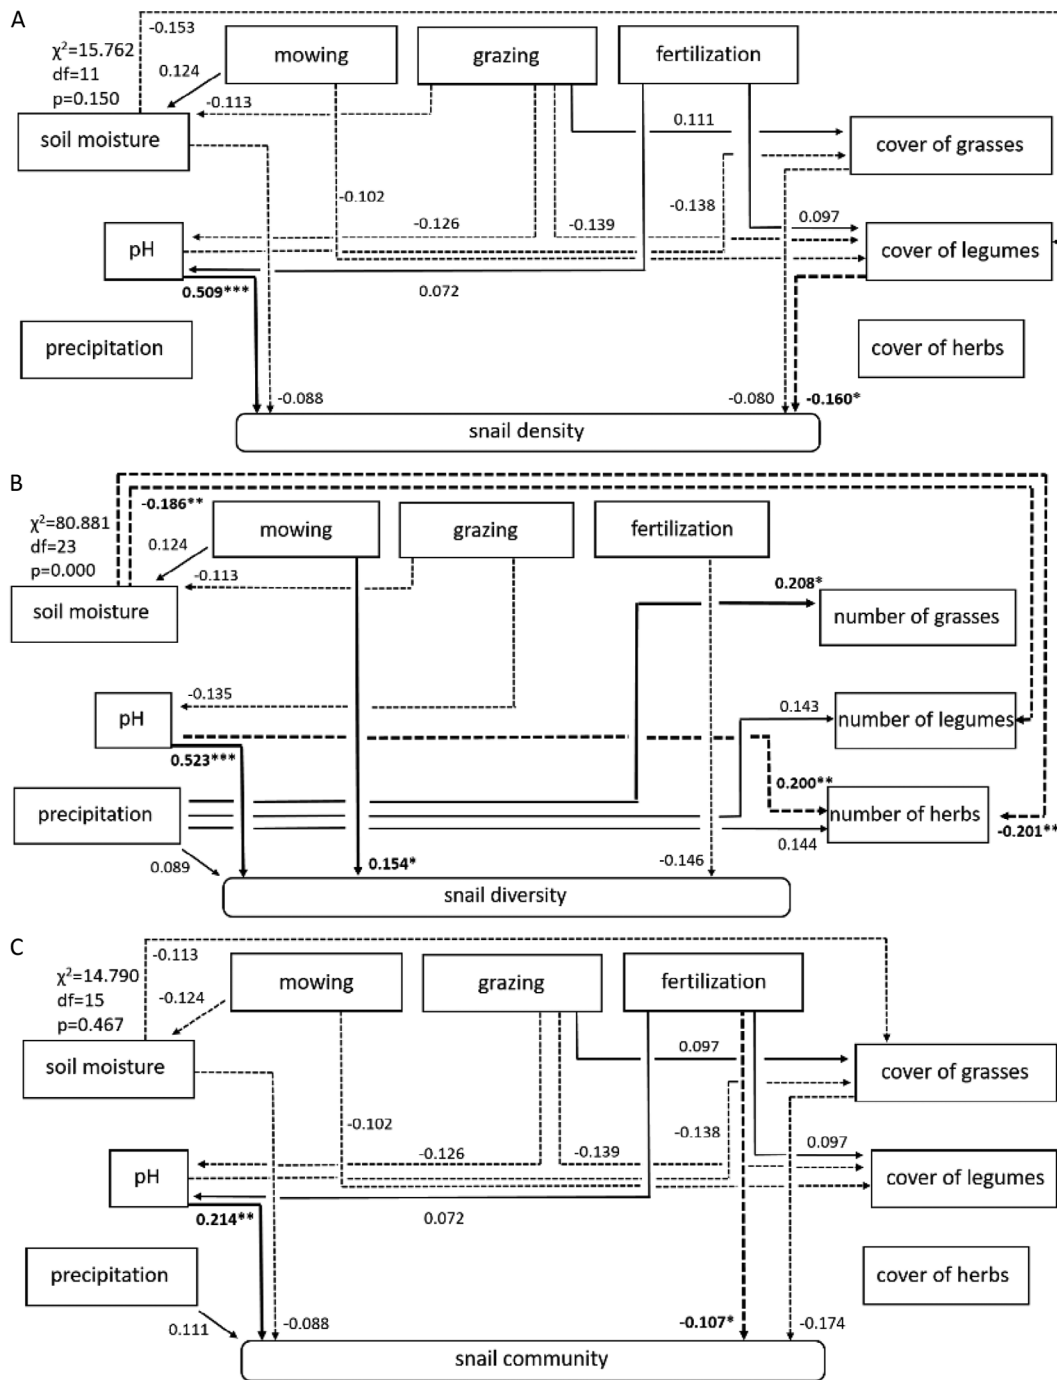 A
-0.153
χ²=15.762
df=11
p=0.150
mowing
grazing
fertilization
0.124
-0.113
0.111
soil moisture
cover of grasses
-0.102
-0.138
-0.126
-0.139
0.097
pH
cover of legumes
0.509***
0.072
precipitation
cover of herbs
-0.088
-0.080
-0.160*
snail density
B
-0.186**
χ²=80.881
df=23
p=0.000
mowing
grazing
fertilization
0.124
-0.113
0.208*
soil moisture
number of grasses
-0.135
0.143
pH
number of legumes
0.523***
0.200**
precipitation
number of herbs
-0.201**
0.089
0.154*
-0.146
0.144
snail diversity
C
-0.113
χ²=14.790
df=15
p=0.467
mowing
grazing
fertilization
-0.124
0.097
soil moisture
cover of grasses
-0.102
-0.138
-0.126
-0.139
0.097
pH
cover of legumes
0.214**
0.072
precipitation
cover of herbs
0.111
-0.088
-0.107*
-0.174
snail community